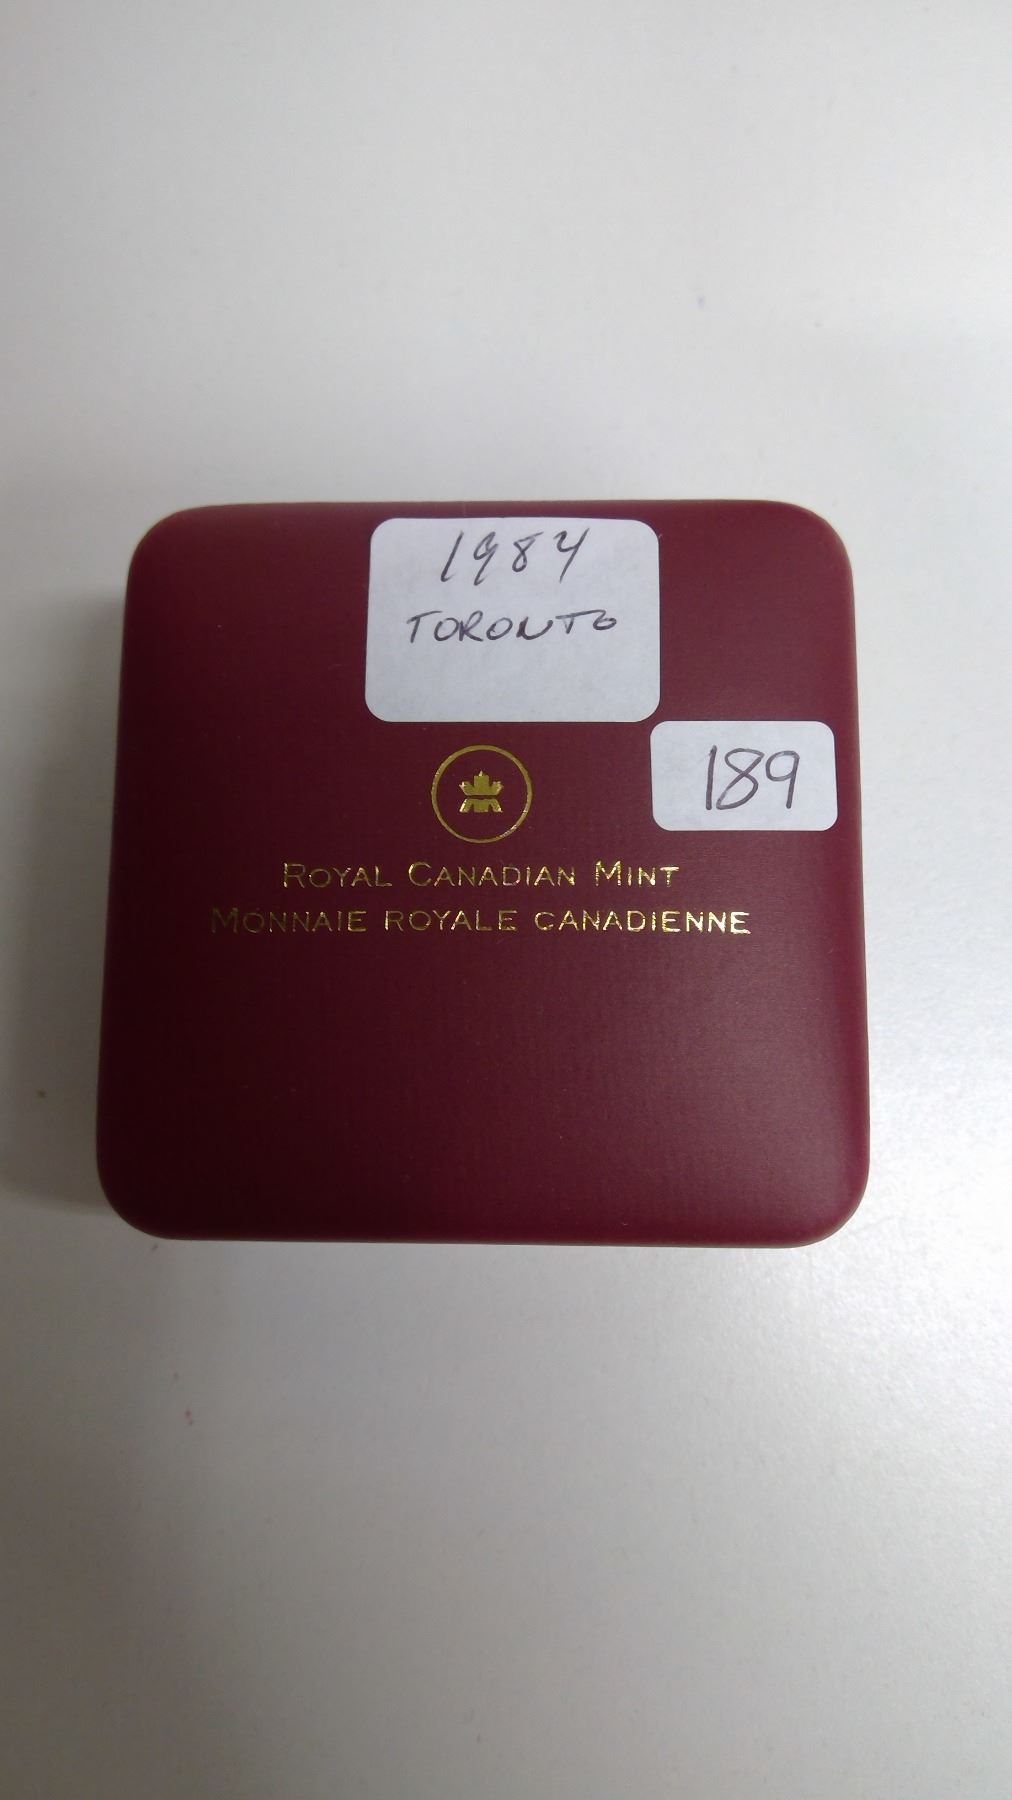 1984
TORONTO
189
ROYAL CANADIAN MINT
MONNAIE ROYALE CANADIENNE